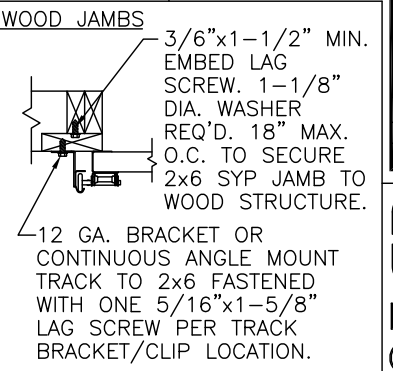 WOOD JAMBS
3/6"x1-1/2" MIN.
EMBED LAG
SCREW. 1-1/8"
DIA. WASHER
REQ'D. 18" MAX.
O.C. TO SECURE
2x6 SYP JAMB TO
WOOD STRUCTURE.
12 GA. BRACKET OR
CONTINUOUS ANGLE MOUNT
TRACK TO 2x6 FASTENED
WITH ONE 5/16"x1-5/8"
LAG SCREW PER TRACK
BRACKET/CLIP LOCATION.